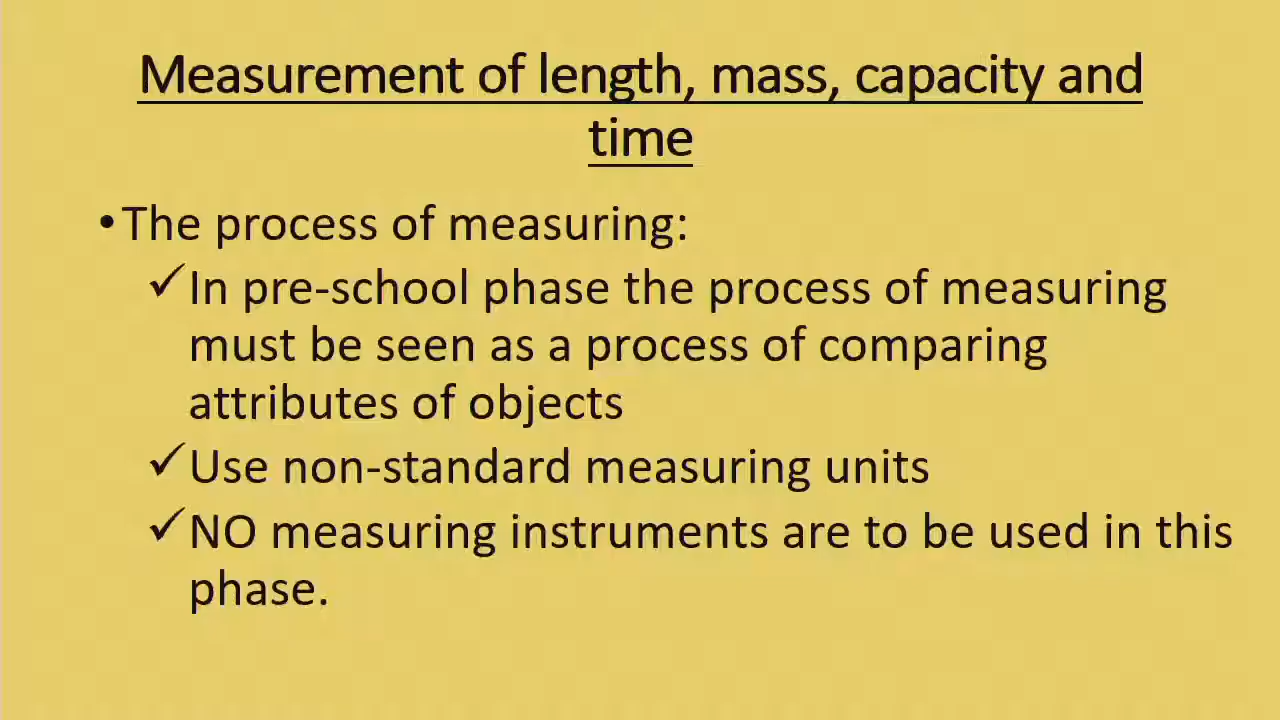 Measurement of length, mass, capacity and
time
•The process of measuring:
✓In pre-school phase the process of measuring
must be seen as a process of comparing
attributes of objects
✓Use non-standard measuring units
✓NO measuring instruments are to be used in this
phase.